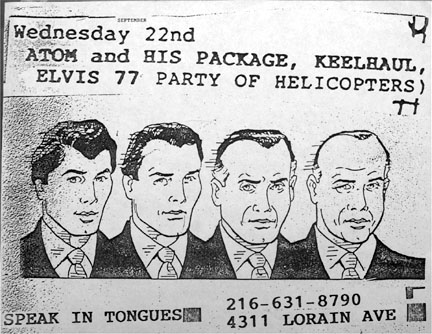 SEPTEMBER
Wednesday 22nd
ATOM and HIS PACKAGE, KEELHAUL,
ELVIS 77 PARTY OF HELICOPTERS)
SPEAK IN TONGUES
216-631-8790
4311 LORAIN AVE